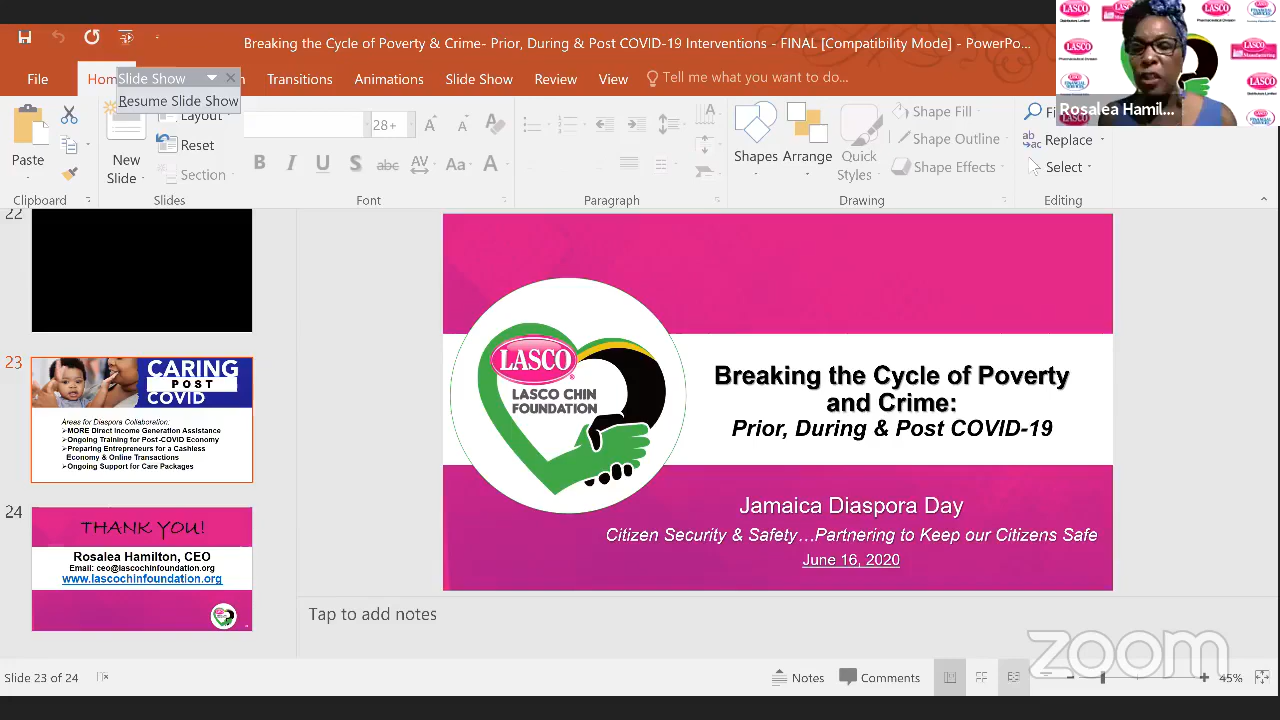 Breaking the Cycle of Poverty & Crime- Prior, During & Post COVID-19 Interventions - FINAL [Compatibility Mode] - PowerPo...
File
Slide Show
Transitions
Animations
Slide Show
Review
View
Tell me what you want to do...
Resume Slide Show
Paste
New
Slide
Layout
Reset
Section
28+
B I U S abc AV Aa A
Shapes
Arrange
Quick
Styles
Shape Fill
Shape Outline
Shape Effects
Replace
Select
Clipboard
Slides
Font
Paragraph
Drawing
Editing
Rosalea Hamil...
22
23
CARING
POST
COVID
Areas for Diaspora Collaboration:
➢MORE Direct Income Generation Assistance
➢Ongoing Training for Post-COVID Economy
➢Preparing Entrepreneurs for a Cashless
Economy & Online Transactions
➢Ongoing Support for Care Packages
24
THANK YOU!
Rosalea Hamilton, CEO
Email: ceo@lascochinfoundation.org
www.lascochinfoundation.org
LASCO
LASCO CHIN
FOUNDATION
Breaking the Cycle of Poverty
and Crime:
Prior, During & Post COVID-19
Jamaica Diaspora Day
Citizen Security & Safety...Partnering to Keep our Citizens Safe
June 16, 2020
Tap to add notes
zoom
Slide 23 of 24
Notes
Comments
45%